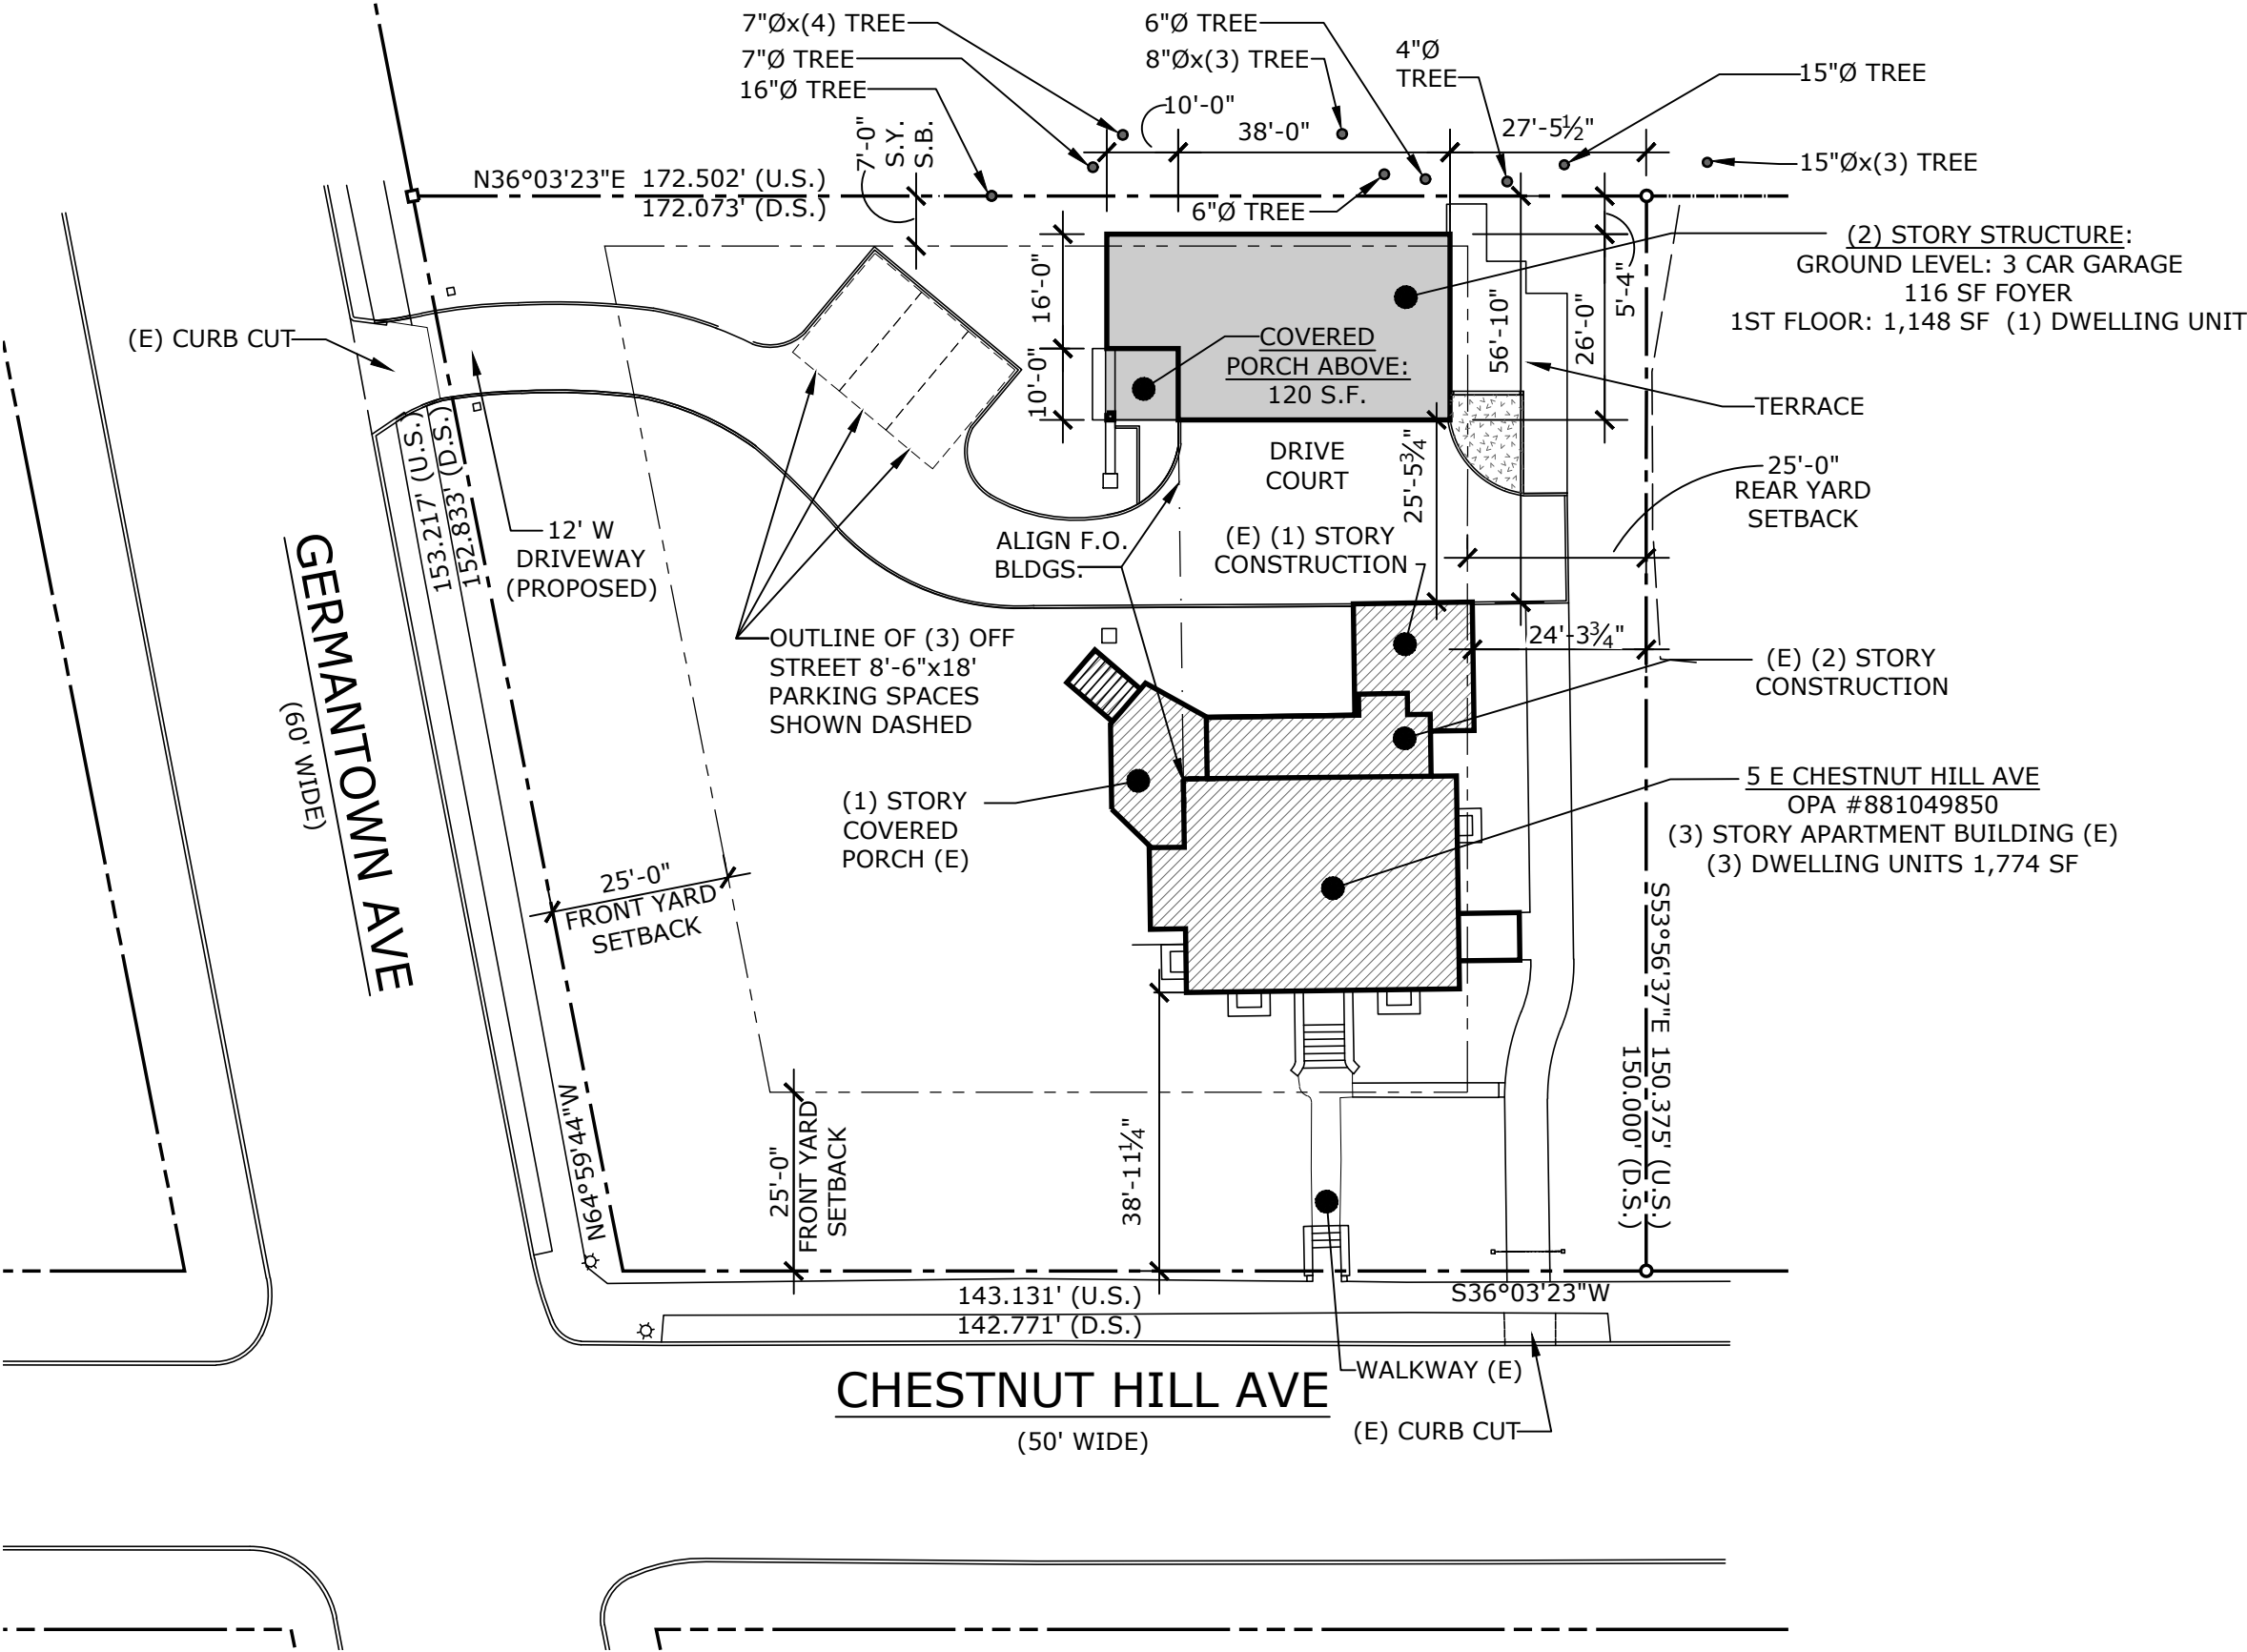 7"Øx(4) TREE
7"Ø TREE
16"Ø TREE
6"Ø TREE
8"Øx(3) TREE
4"Ø
TREE
15"Ø TREE
15"Øx(3) TREE
10'-0"
38'-0"
27'-5½"
7'-0"
S.Y.
S.B.
N36°03'23"E 172.502' (U.S.)
172.073' (D.S.)
6"Ø TREE
(2) STORY STRUCTURE:
GROUND LEVEL: 3 CAR GARAGE
116 SF FOYER
1ST FLOOR: 1,148 SF (1) DWELLING UNIT
16'-0"
10'-0"
COVERED
PORCH ABOVE:
120 S.F.
56'-10"
26'-0"
5'-4"
(E) CURB CUT
TERRACE
DRIVE
COURT
25'-5¾"
25'-0"
REAR YARD
SETBACK
153.217' (U.S.)
152.833' (D.S.)
12' W
DRIVEWAY
(PROPOSED)
ALIGN F.O.
BLDGS.
(E) (1) STORY
CONSTRUCTION
GERMANTOWN AVE
(60' WIDE)
OUTLINE OF (3) OFF
STREET 8'-6"x18'
PARKING SPACES
SHOWN DASHED
24'-3¾"
(E) (2) STORY
CONSTRUCTION
5 E CHESTNUT HILL AVE
OPA #881049850
(3) STORY APARTMENT BUILDING (E)
(3) DWELLING UNITS 1,774 SF
(1) STORY
COVERED
PORCH (E)
25'-0"
FRONT YARD
SETBACK
S53°56'37"E 150.375' (U.S.)
150.000' (D.S.)
N64°59'44"W
25'-0"
FRONT YARD
SETBACK
38'-11¼"
143.131' (U.S.)
142.771' (D.S.)
S36°03'23"W
CHESTNUT HILL AVE
(50' WIDE)
WALKWAY (E)
(E) CURB CUT